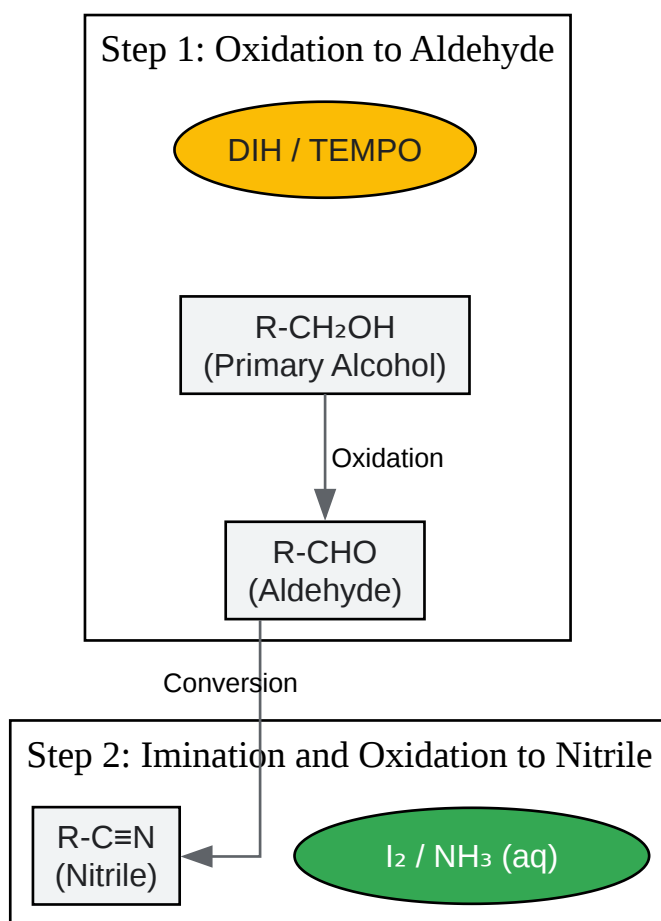 Step 1: Oxidation to Aldehyde
DIH / TEMPO
R-CH₂OH
(Primary Alcohol)
Oxidation
R-CHO
(Aldehyde)
Conversion
Step 2: Imination and Oxidation to Nitrile
R-C≡N
(Nitrile)
I₂ / NH₃ (aq)